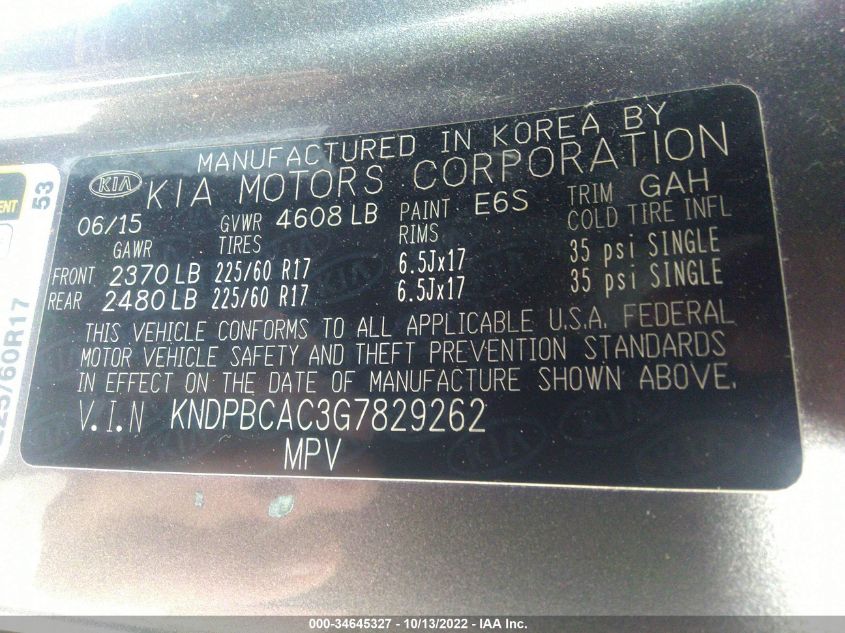 MANUFACTURED IN KOREA BY
KIA KIA MOTORS CORPORATION
06/15 GVWR 4608 LB PAINT E6S TRIM GAH
GAWR TIRES RIMS COLD TIRE INFL
FRONT 2370 LB 225/60 R17 6.5Jx17 35 psi SINGLE
REAR 2480 LB 225/60 R17 6.5Jx17 35 psi SINGLE
THIS VEHICLE CONFORMS TO ALL APPLICABLE U.S.A. FEDERAL
MOTOR VEHICLE SAFETY AND THEFT PREVENTION STANDARDS
IN EFFECT ON THE DATE OF MANUFACTURE SHOWN ABOVE.
V.I.N KNDPBCAC3G7829262
MPV
53
225/60R17
000-34645327 | 10/13/2022 - IAA Inc.